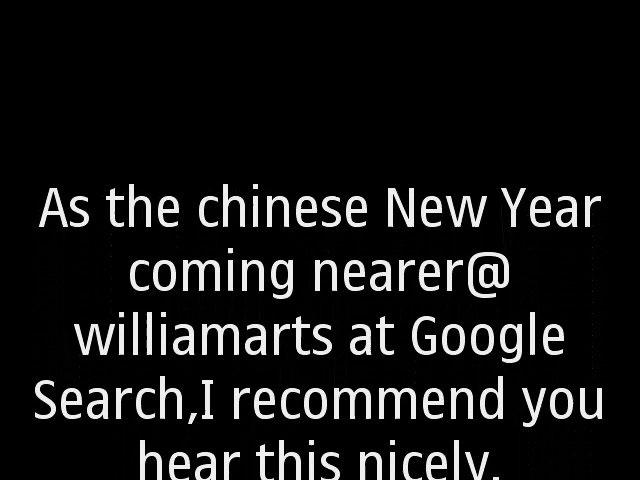 As the chinese New Year
coming nearer@
williamarts at Google
Search,I recommend you
hear this nicely.